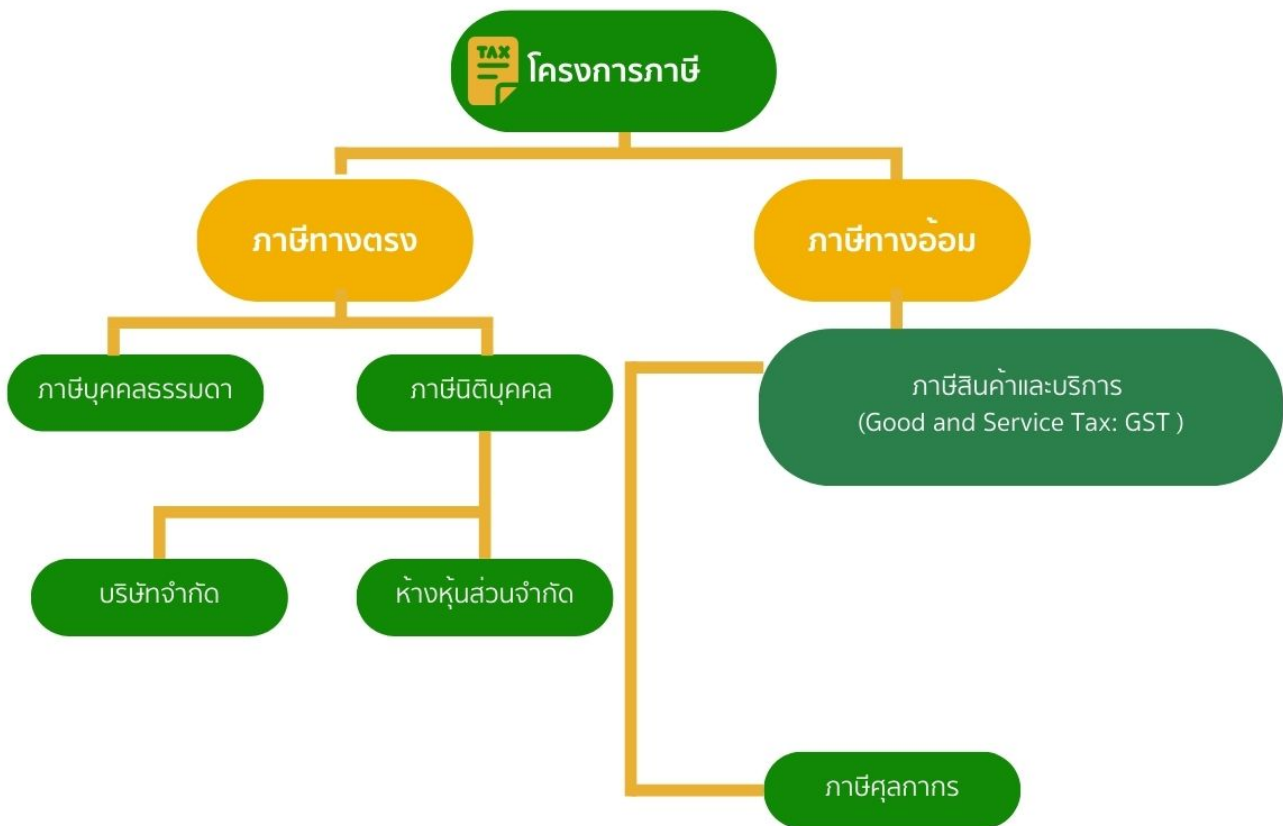 TAX
โครงการภาษี
ภาษีทางตรง
ภาษีทางอ้อม
ภาษีบุคคลธรรมดา
ภาษีนิติบุคคล
ภาษีสินค้าและบริการ
(Good and Service Tax: GST )
บริษัทจำกัด
ห้างหุ้นส่วนจำกัด
ภาษีศุลกากร